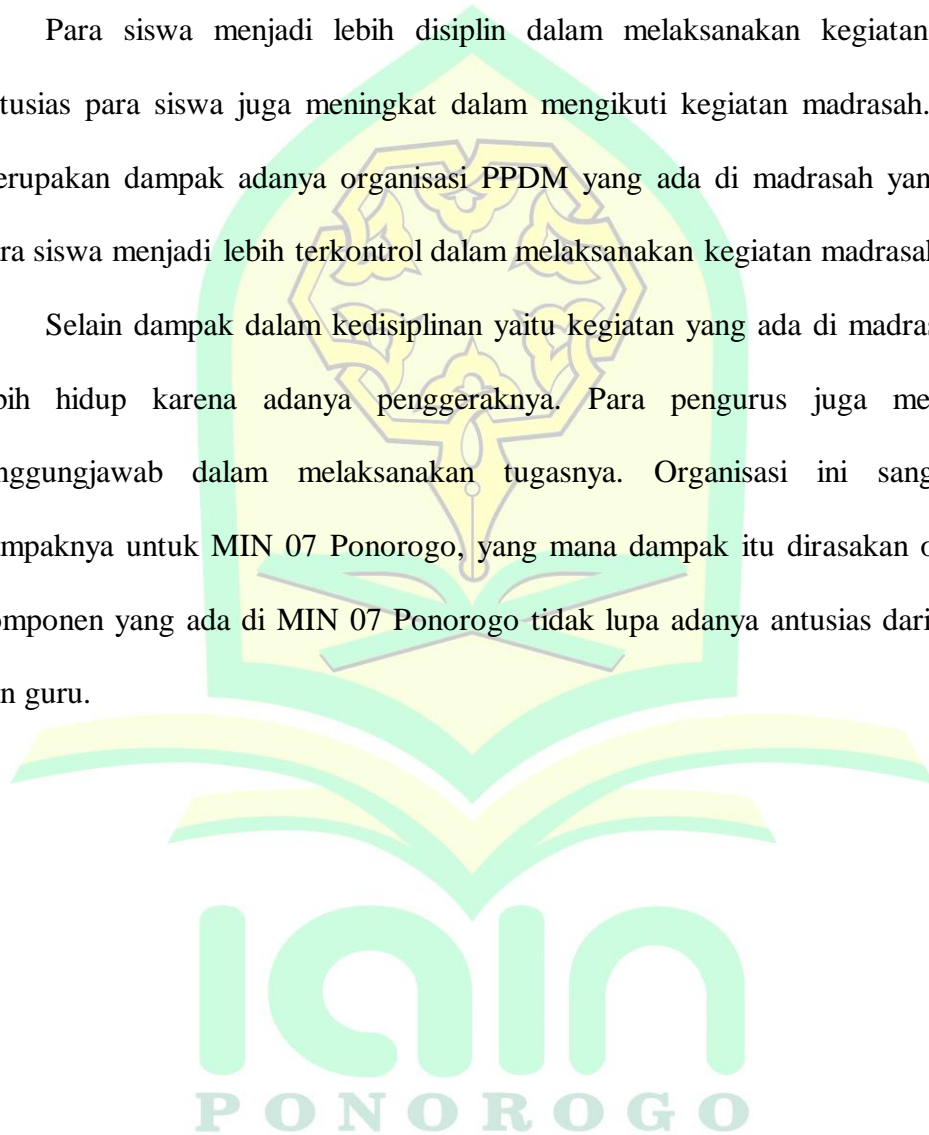 Para siswa menjadi lebih disiplin dalam melaksanakan kegiatan
tusias para siswa juga meningkat dalam mengikuti kegiatan madrasah.
erupakan dampak adanya organisasi PPDM yang ada di madrasah yan
ra siswa menjadi lebih terkontrol dalam melaksanakan kegiatan madrasah
Selain dampak dalam kedisiplinan yaitu kegiatan yang ada di madras
bih hidup karena adanya penggeraknya. Para pengurus juga me
nggungjawab dalam melaksanakan tugasnya. Organisasi ini sang
mpaknya untuk MIN 07 Ponorogo, yang mana dampak itu dirasakan o
omponen yang ada di MIN 07 Ponorogo tidak lupa adanya antusias dari
n guru.
iain
PONOROGO